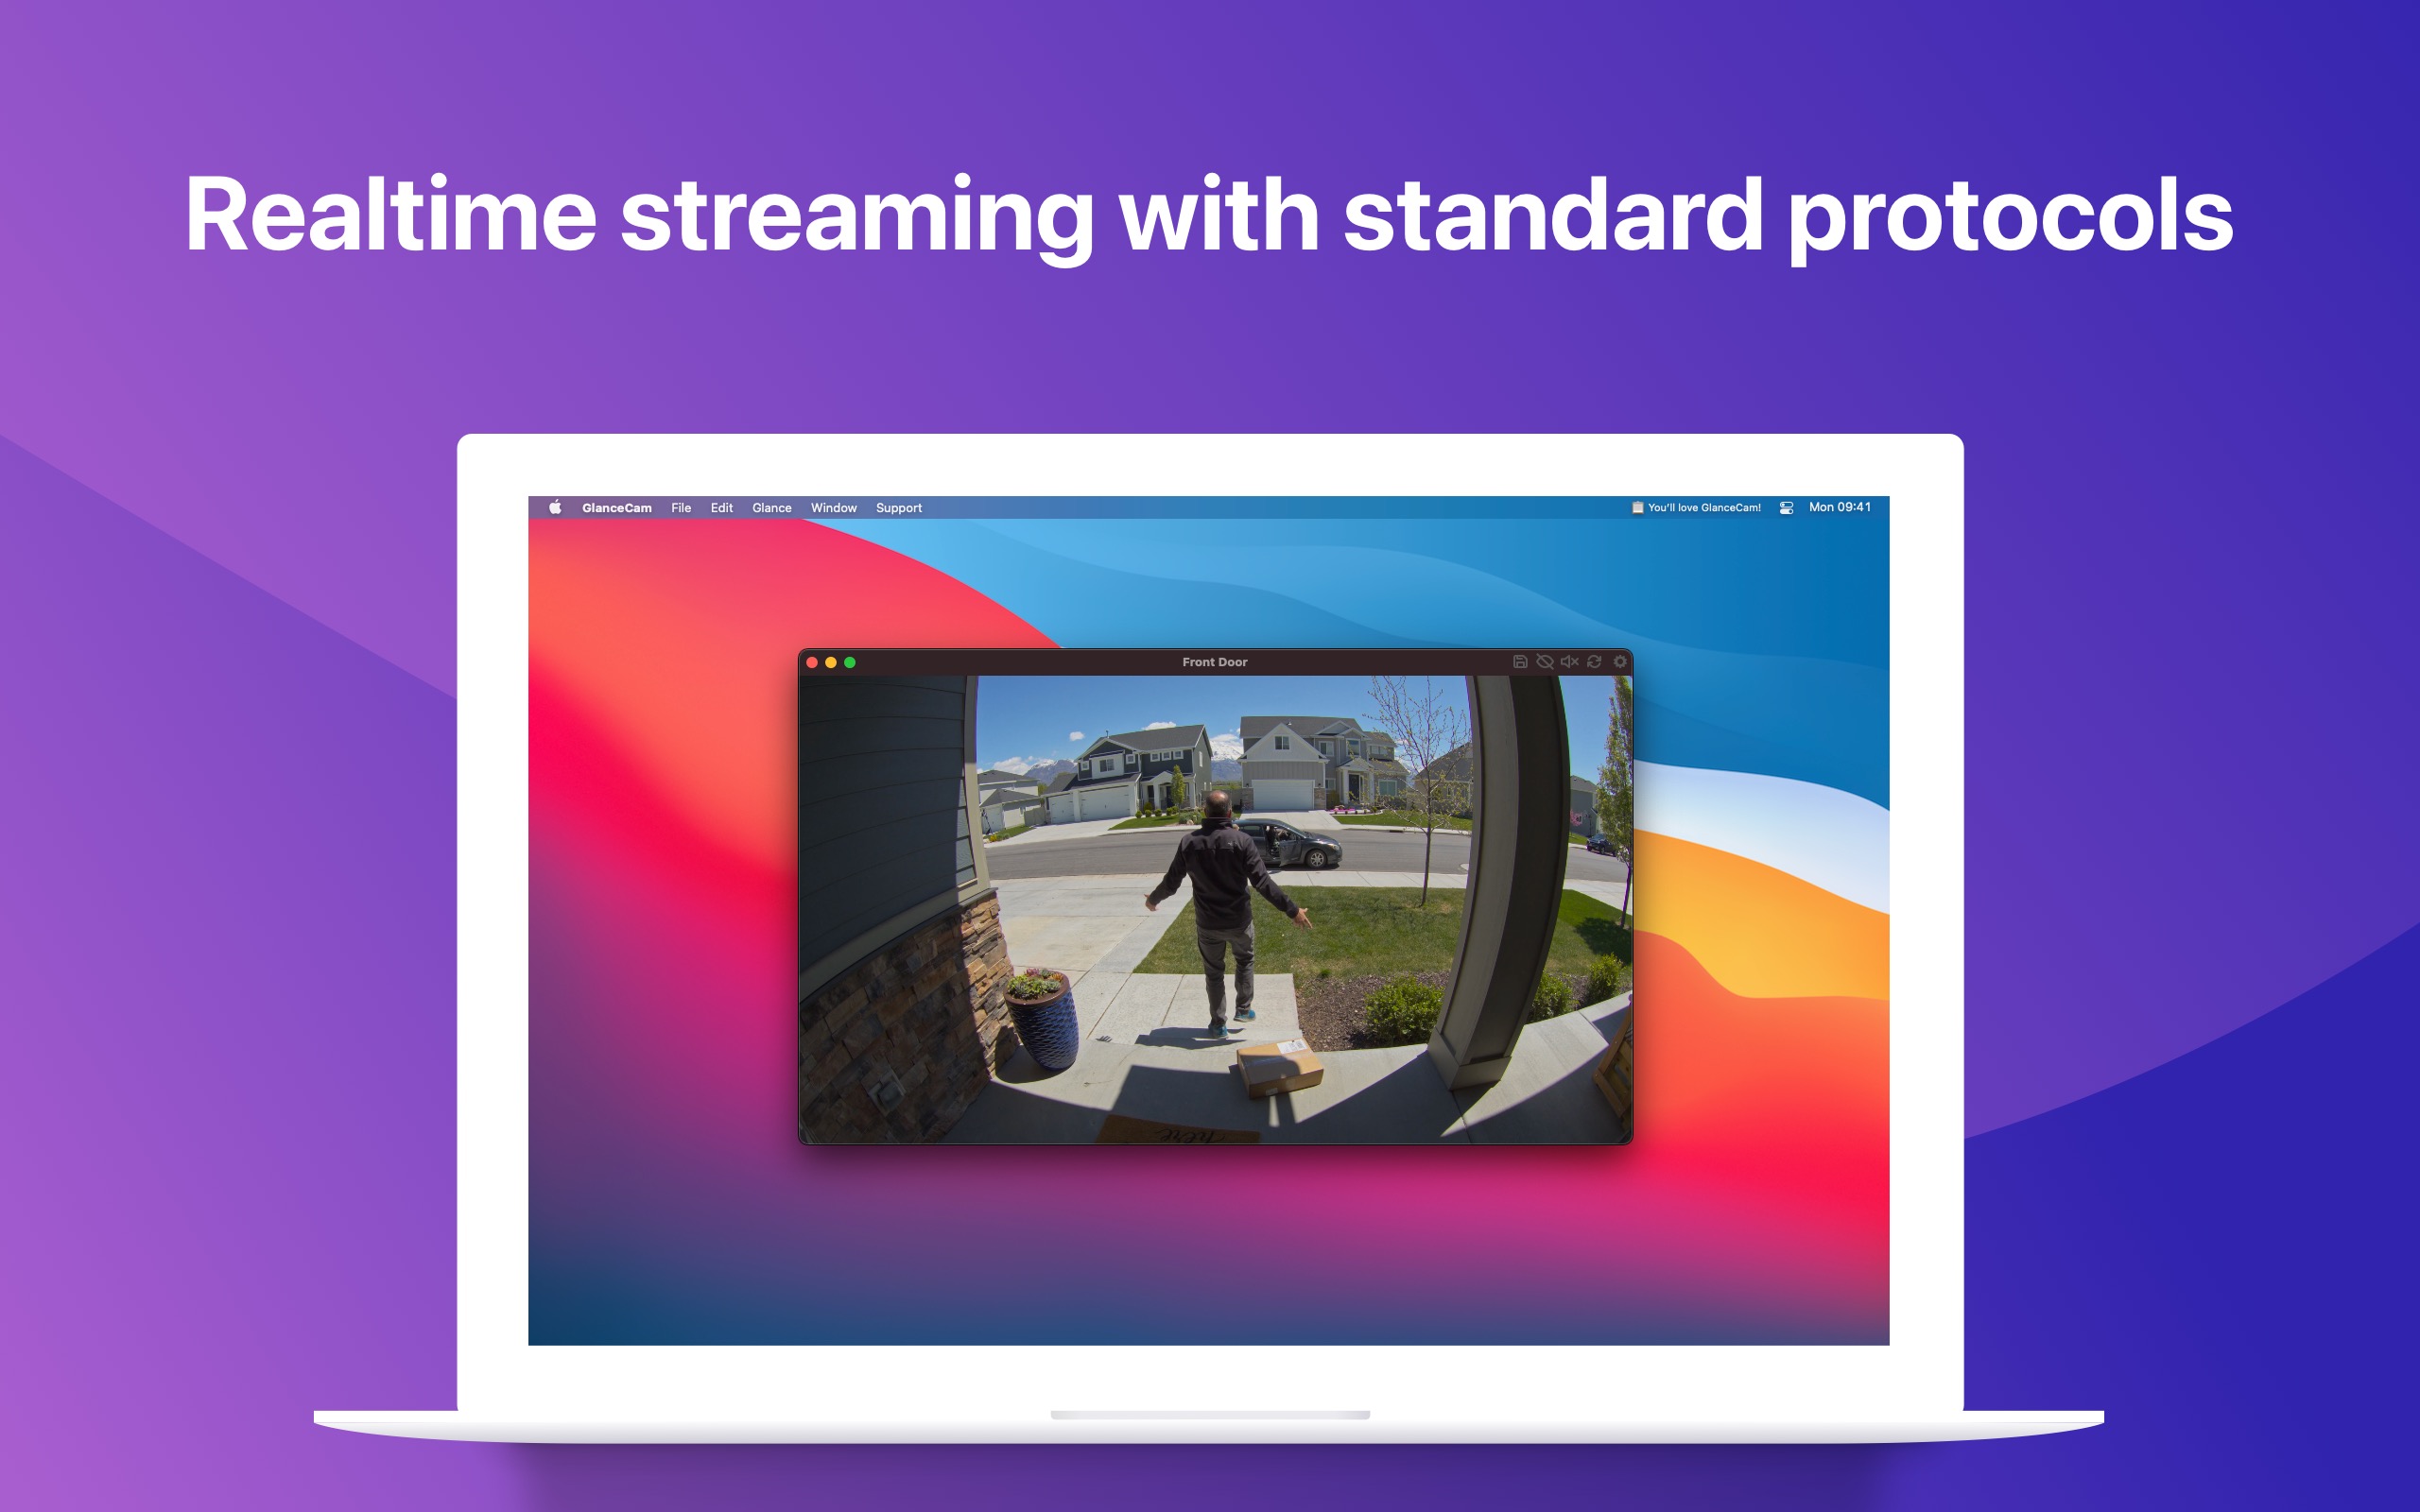 Realtime streaming with standard protocols
GlanceCam File Edit Glance Window Support You'll love GlanceCam! Mon 09:41
Front Door
here